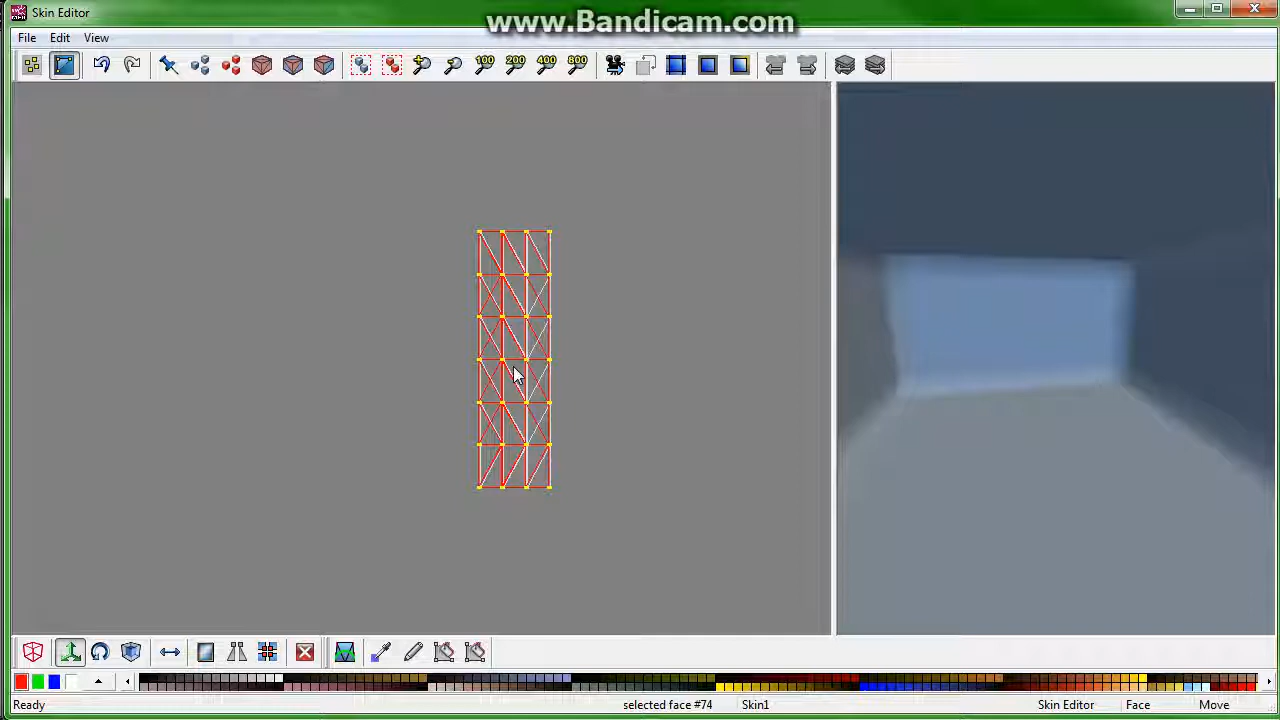 Skin Editor
www.Bandicam.com
File Edit View
100 200 400 800
Ready selected face #74 Skin1 Skin Editor Face Move